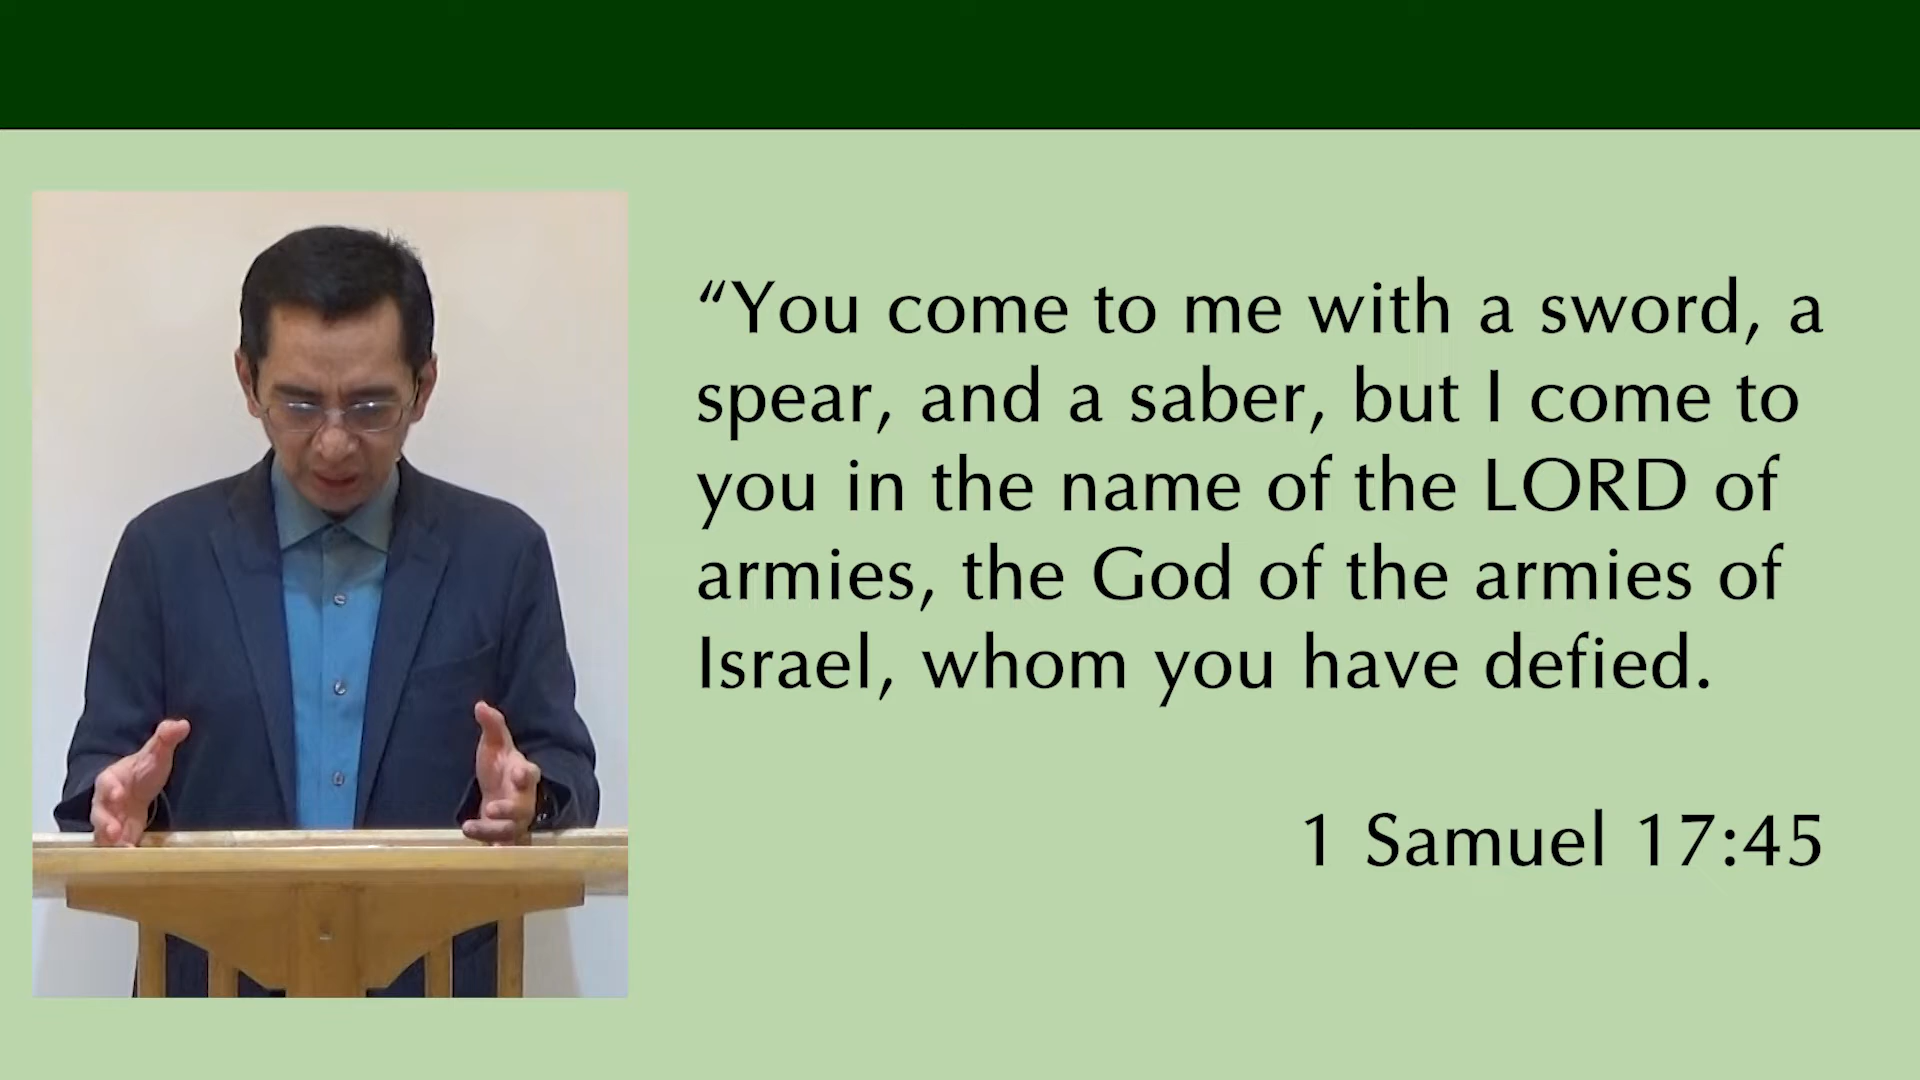 “You come to me with a sword, a
spear, and a saber, but I come to
you in the name of the LORD of
armies, the God of the armies of
Israel, whom you have defied.
1 Samuel 17:45